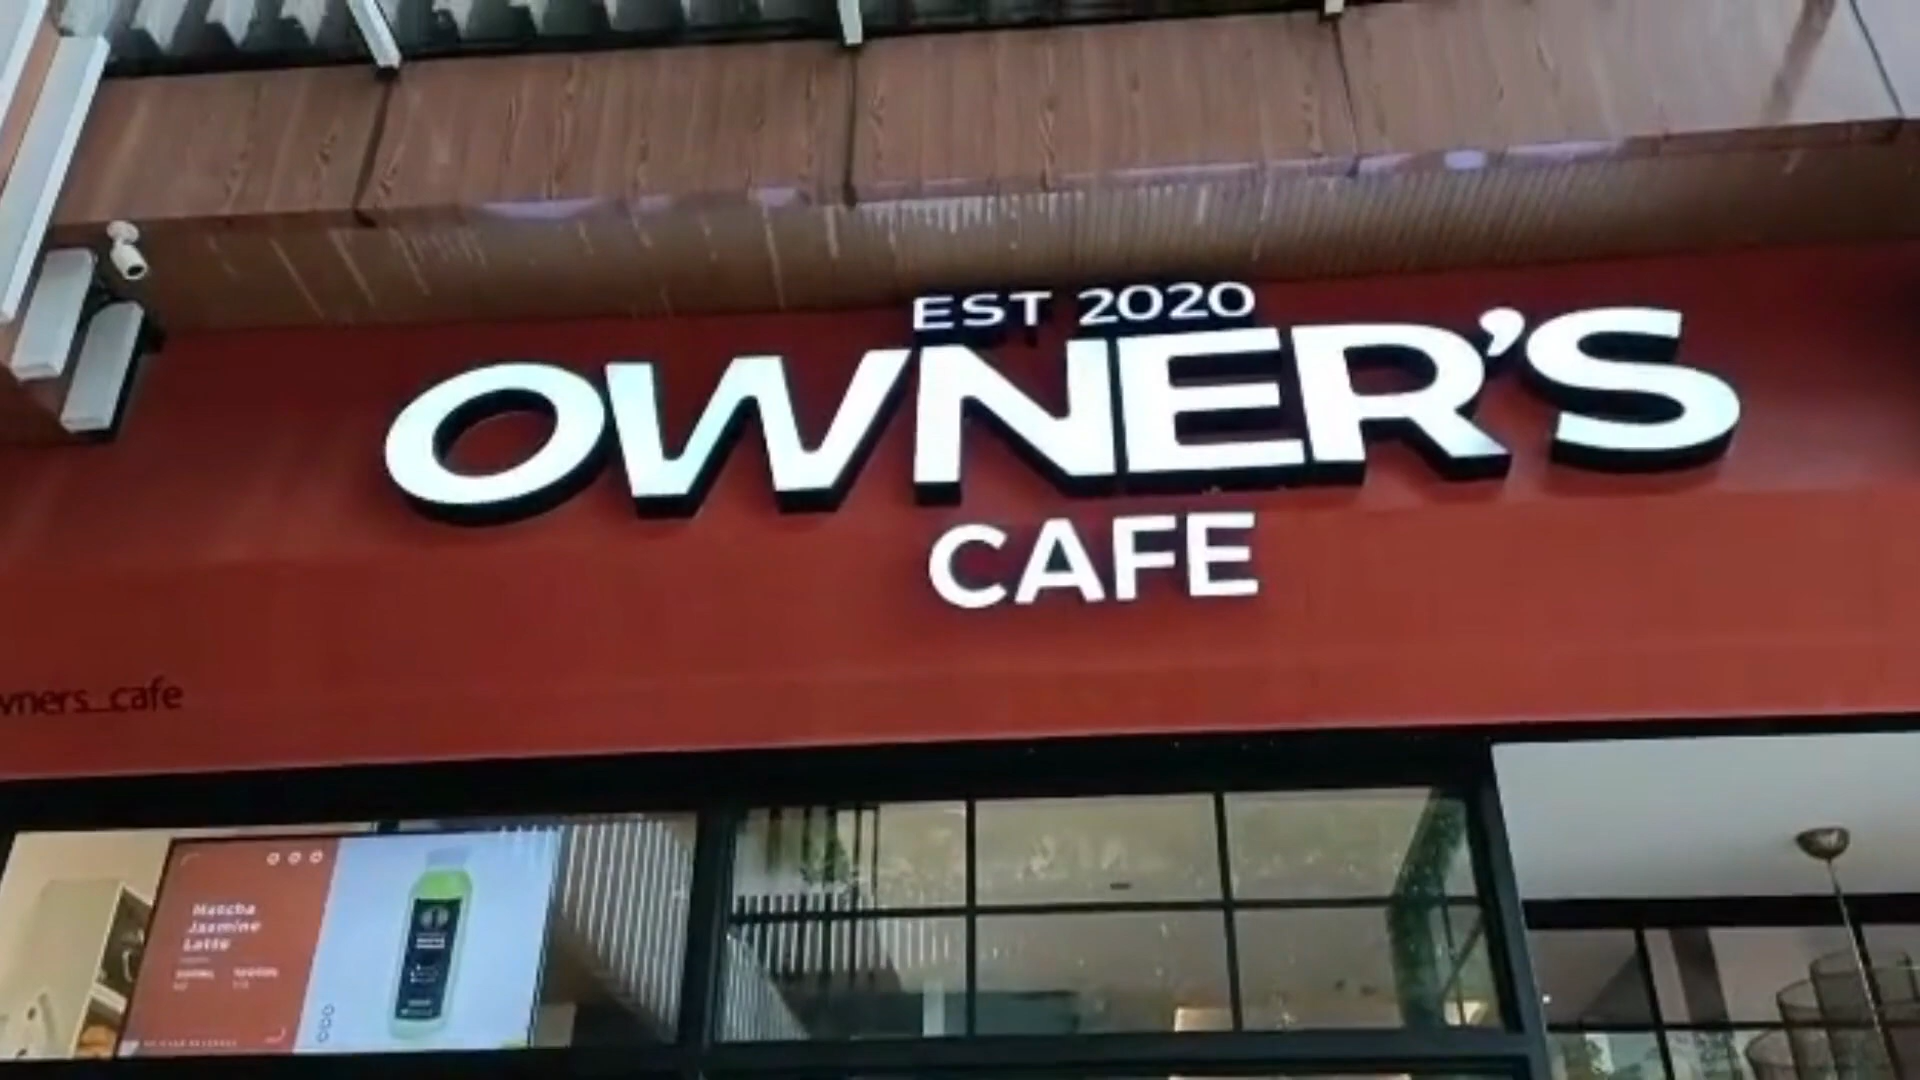 EST 2020
OWNER'S
CAFE
wners_cafe
Matcha
Jasmine
Latte